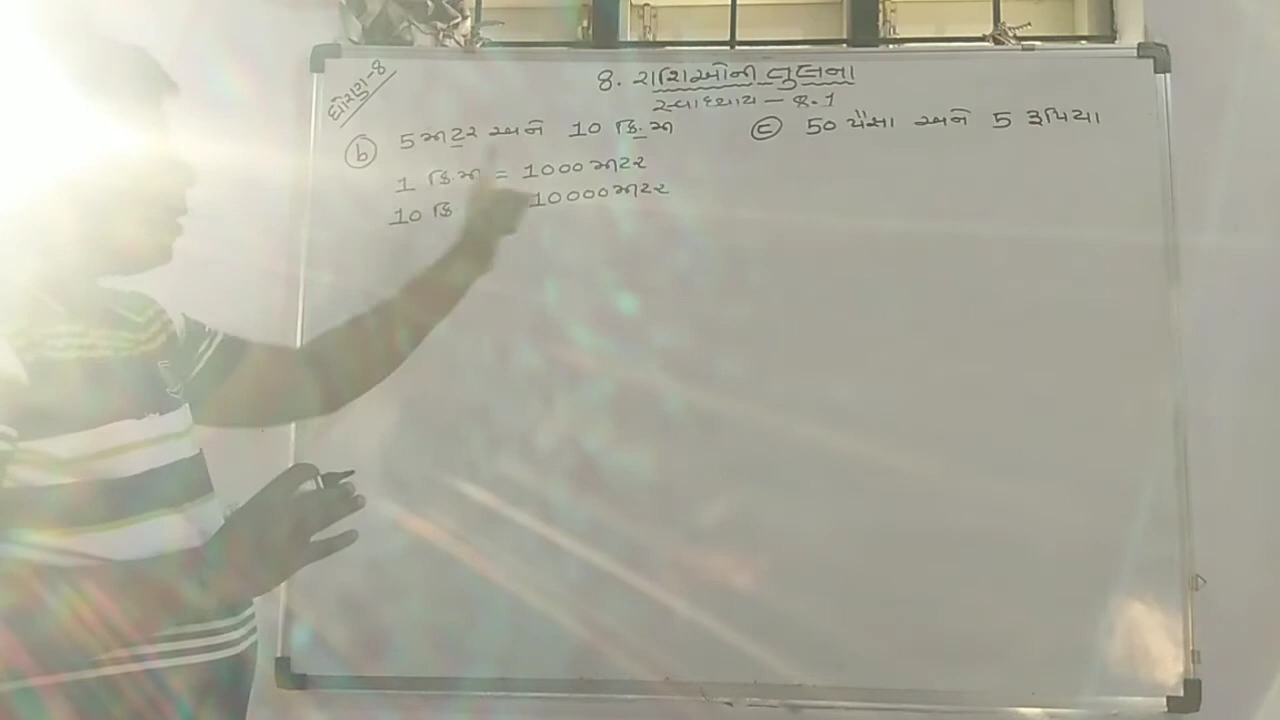 ધોરણ-8
8. રાશિઓની તુલના
સ્વાધ્યાય - 8.1
b 5 મીટર અને 10 કિ.મી
1 કિ.મી = 1000 મીટર
10 કિ 10000 મીટર
c 50 પૈસા અને 5 રૂપિયા